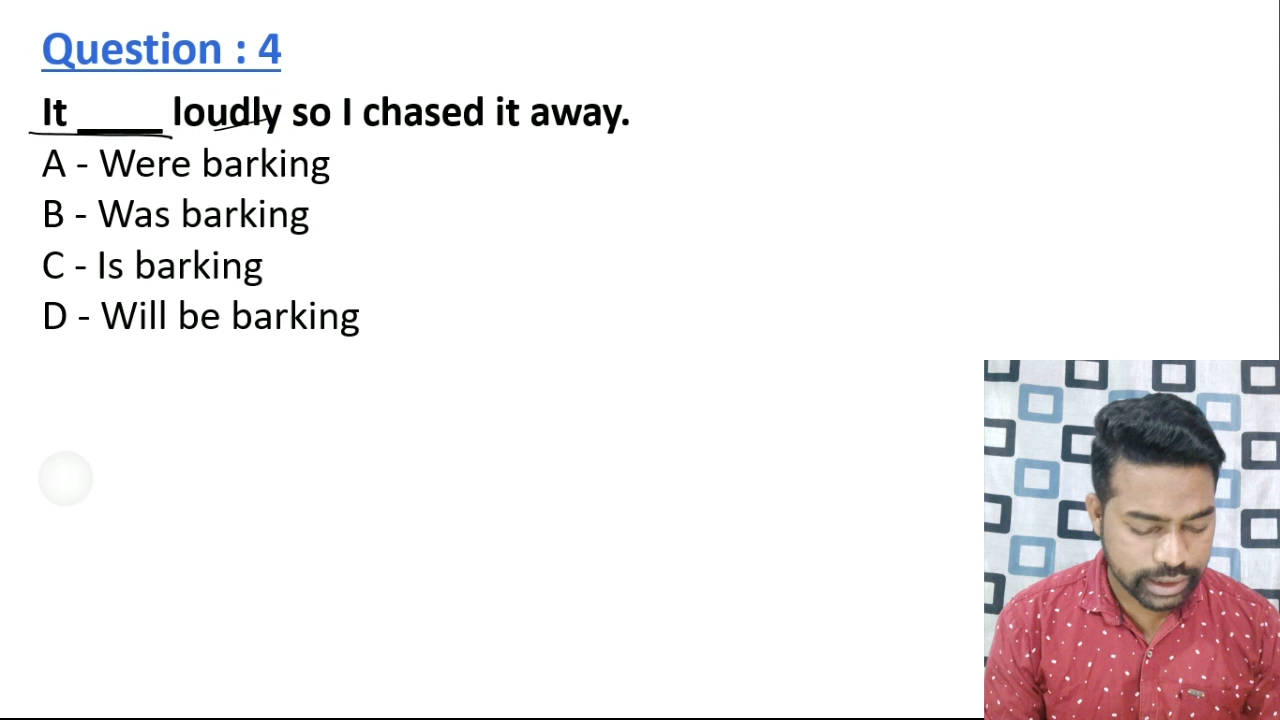 Question : 4
It _____ loudly so I chased it away.
A - Were barking
B - Was barking
C - Is barking
D - Will be barking